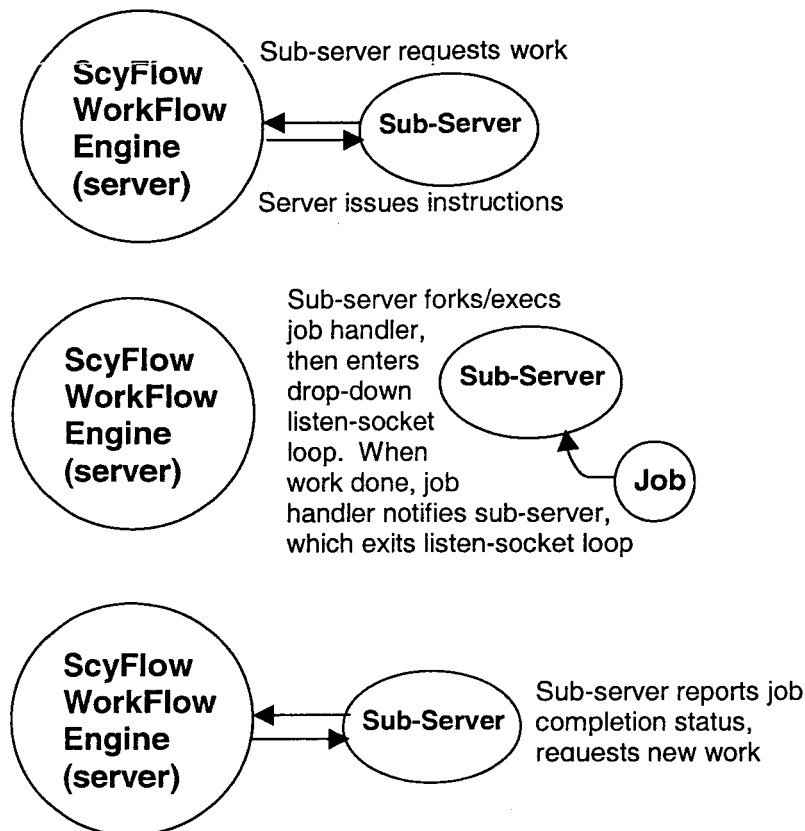 Sub-server requests work
ScyFlow
WorkFlow
Engine
(server)
Sub-Server
Server issues instructions
Sub-server forks/execs
job handler,
then enters
drop-down
listen-socket
loop. When
work done, job
handler notifies sub-server,
which exits listen-socket loop
ScyFlow
WorkFlow
Engine
(server)
Sub-Server
Job
ScyFlow
WorkFlow
Engine
(server)
Sub-Server
Sub-server reports job
completion status,
requests new work